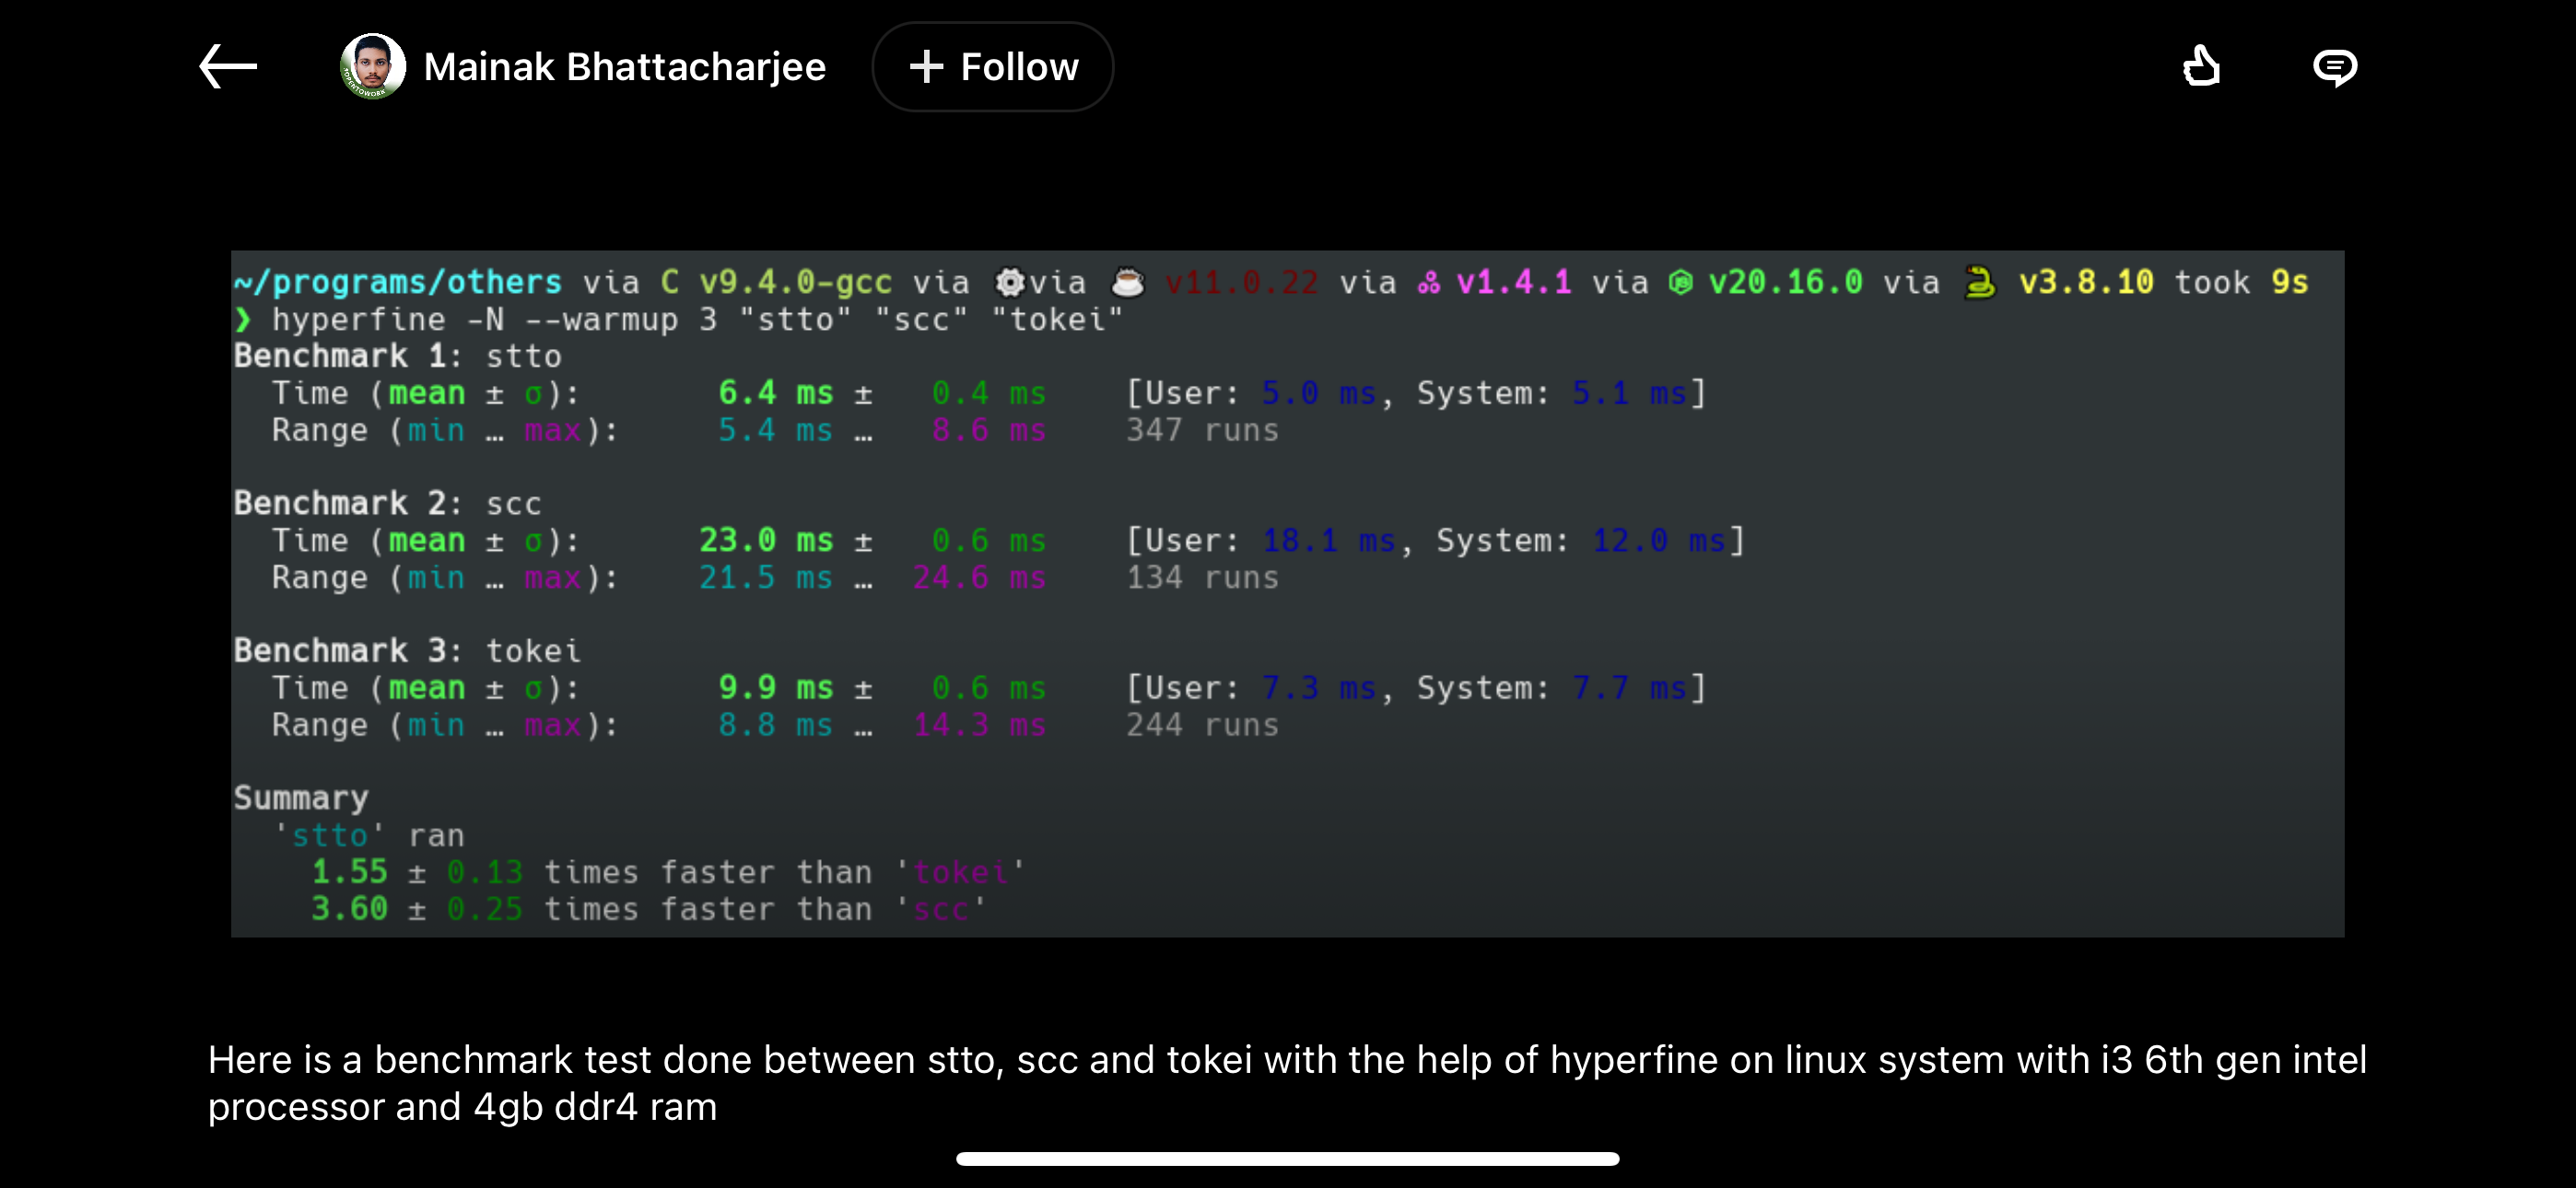 Mainak Bhattacharjee + Follow
~/programs/others via C v9.4.0-gcc via ⚙via ☕ v11.0.22 via v1.4.1 via v20.16.0 via 🐍 v3.8.10 took 9s
❯ hyperfine -N --warmup 3 "stto" "scc" "tokei"
Benchmark 1: stto
Time (mean ± σ): 6.4 ms ± 0.4 ms [User: 5.0 ms, System: 5.1 ms]
Range (min … max): 5.4 ms … 8.6 ms 347 runs
Benchmark 2: scc
Time (mean ± σ): 23.0 ms ± 0.6 ms [User: 18.1 ms, System: 12.0 ms]
Range (min … max): 21.5 ms … 24.6 ms 134 runs
Benchmark 3: tokei
Time (mean ± σ): 9.9 ms ± 0.6 ms [User: 7.3 ms, System: 7.7 ms]
Range (min … max): 8.8 ms … 14.3 ms 244 runs
Summary
'stto' ran
1.55 ± 0.13 times faster than 'tokei'
3.60 ± 0.25 times faster than 'scc'
Here is a benchmark test done between stto, scc and tokei with the help of hyperfine on linux system with i3 6th gen intel
processor and 4gb ddr4 ram